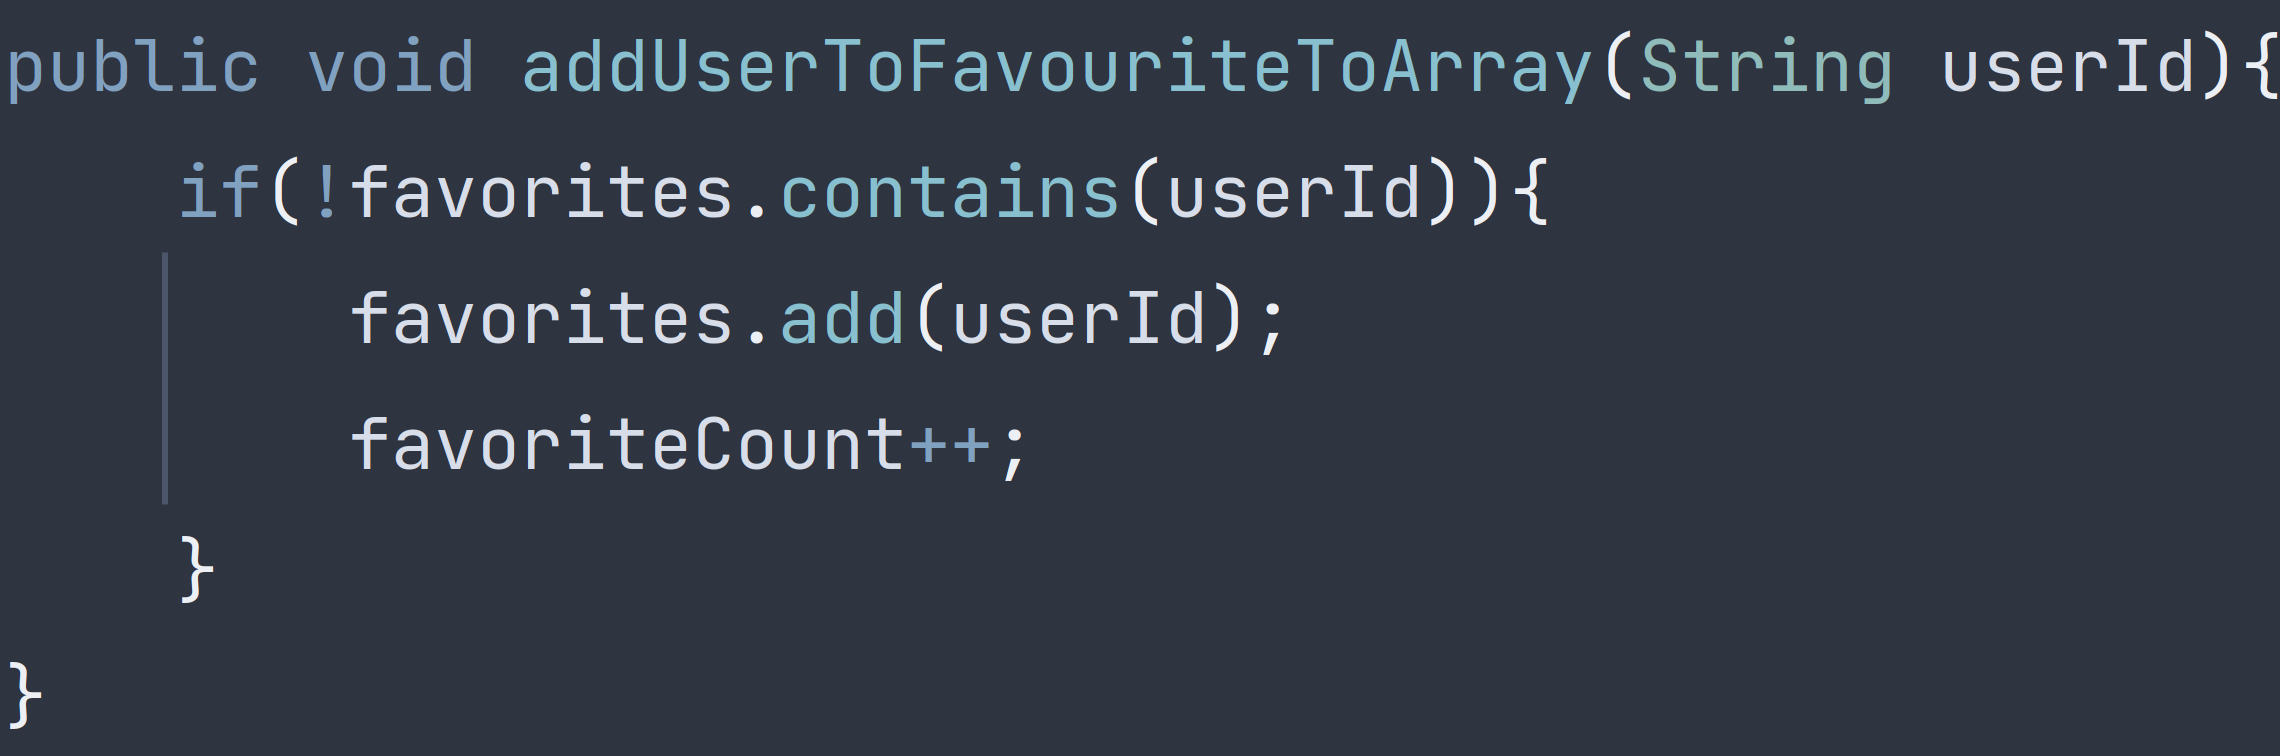 public void addUserToFavouriteToArray(String userId){
    if(!favorites.contains(userId)){
        favorites.add(userId);
        favoriteCount++;
    }
}